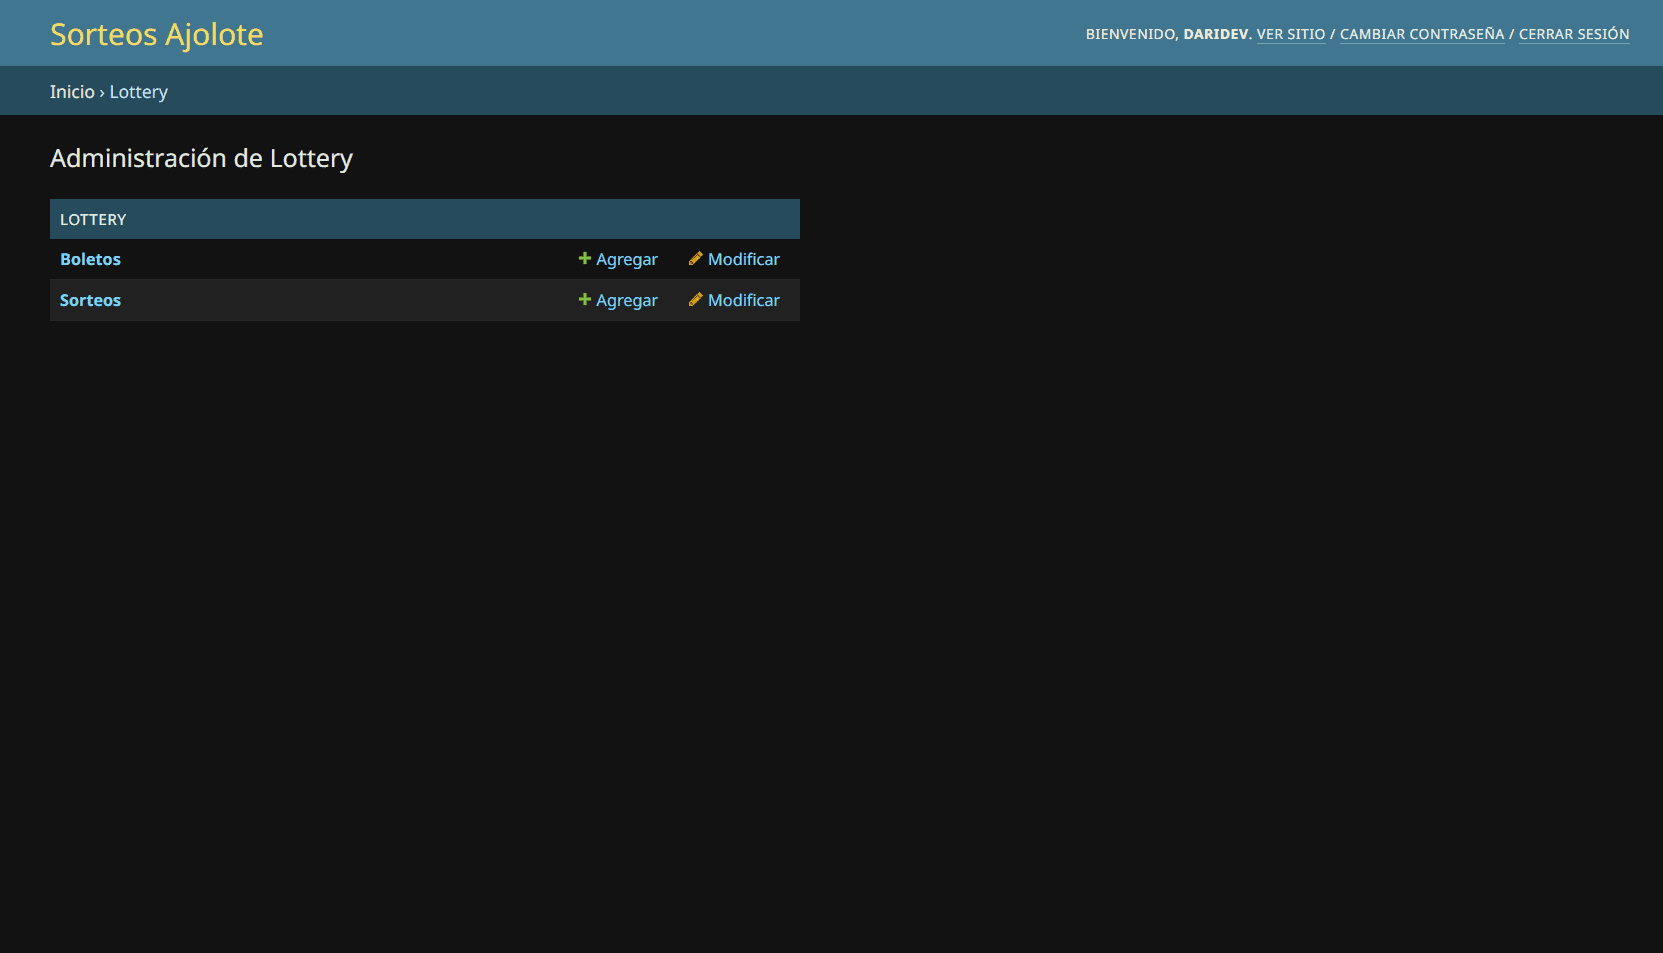 Sorteos Ajolote
BIENVENIDO, DARIDEV. VER SITIO / CAMBIAR CONTRASEÑA / CERRAR SESIÓN
Inicio › Lottery
Administración de Lottery
LOTTERY
Boletos Agregar Modificar
Sorteos Agregar Modificar